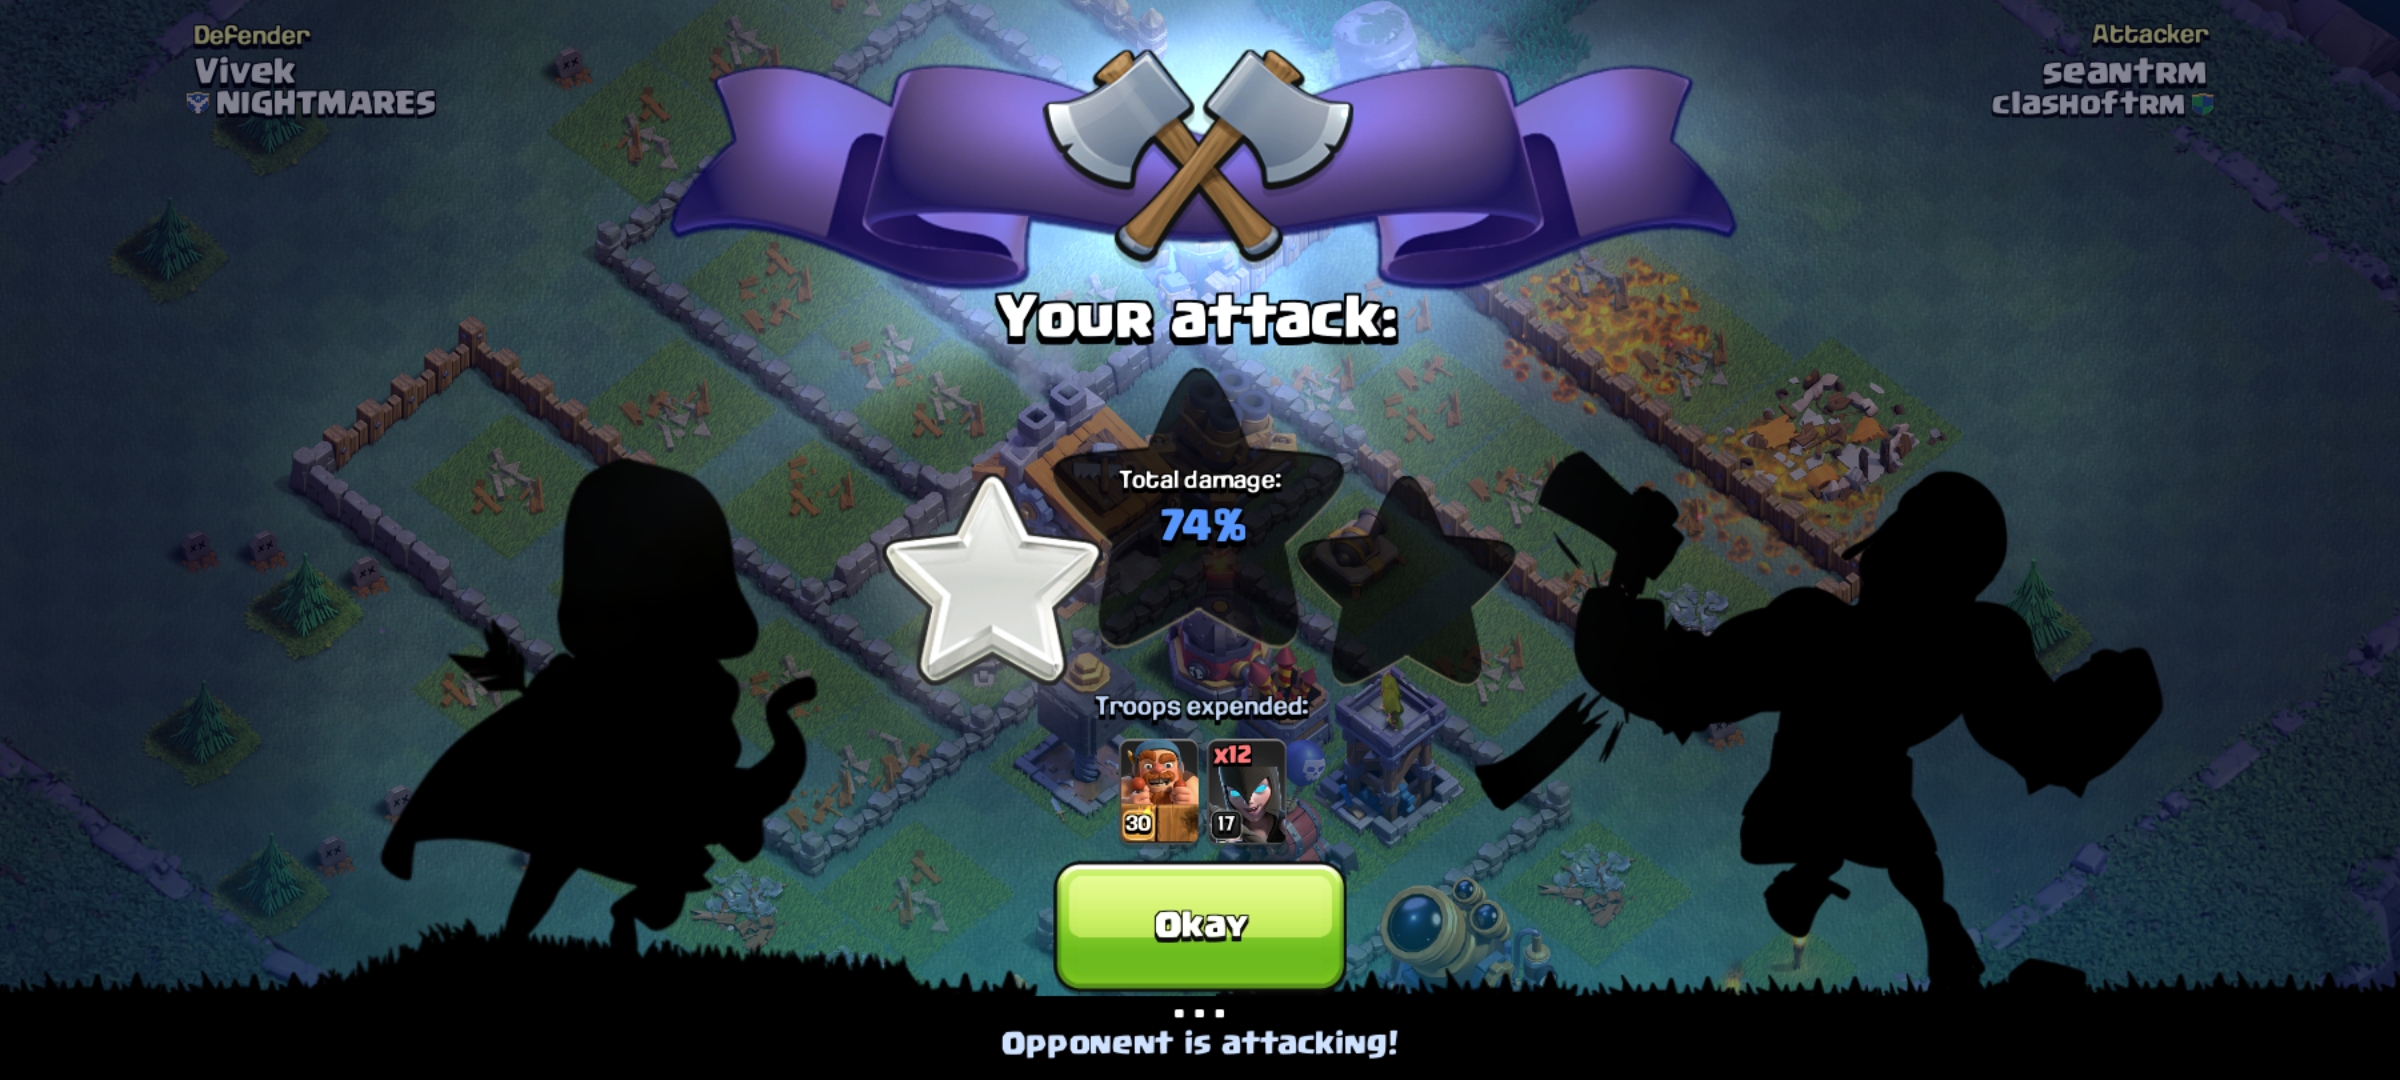 Defender
Vivek
NIGHTMARES
Attacker
seantrm
clashoftrm
Your attack:
Total damage:
74%
Troops expended:
x12
30
17
Okay
...
Opponent is attacking!